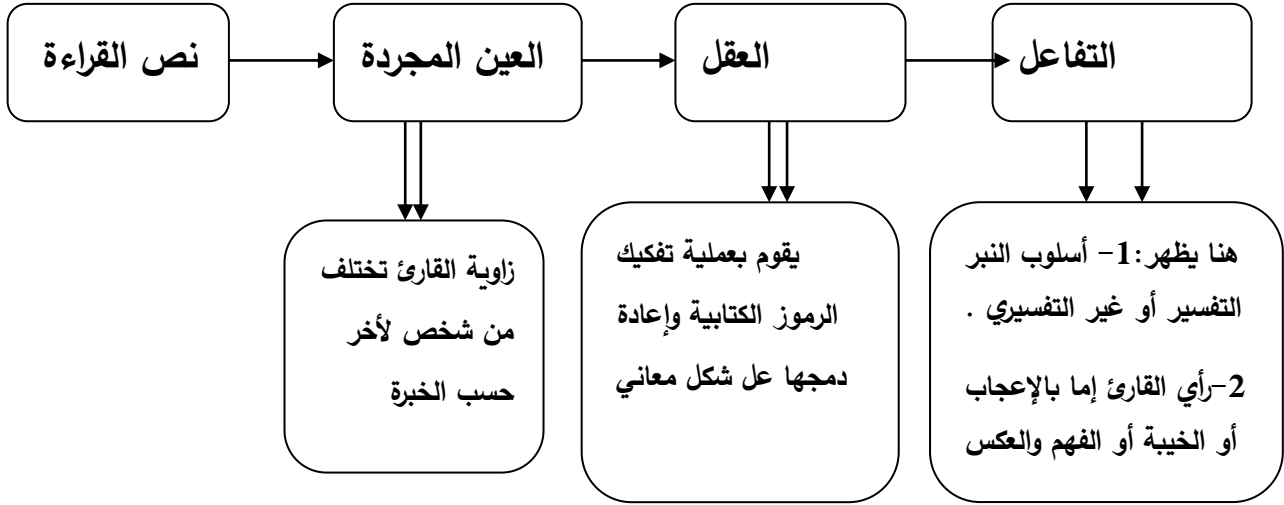 نص القراءة
العين المجردة
العقل
التفاعل
زاوية القارئ تختلف
من شخص لأخر
حسب الخبرة
يقوم بعملية تفكيك
الرموز الكتابية وإعادة
دمجها عل شكل معاني
هنا يظهر:1- أسلوب النبر
التفسير أو غير التفسيري .
2-رأي القارئ إما بالإعجاب
أو الخيبة أو الفهم والعكس